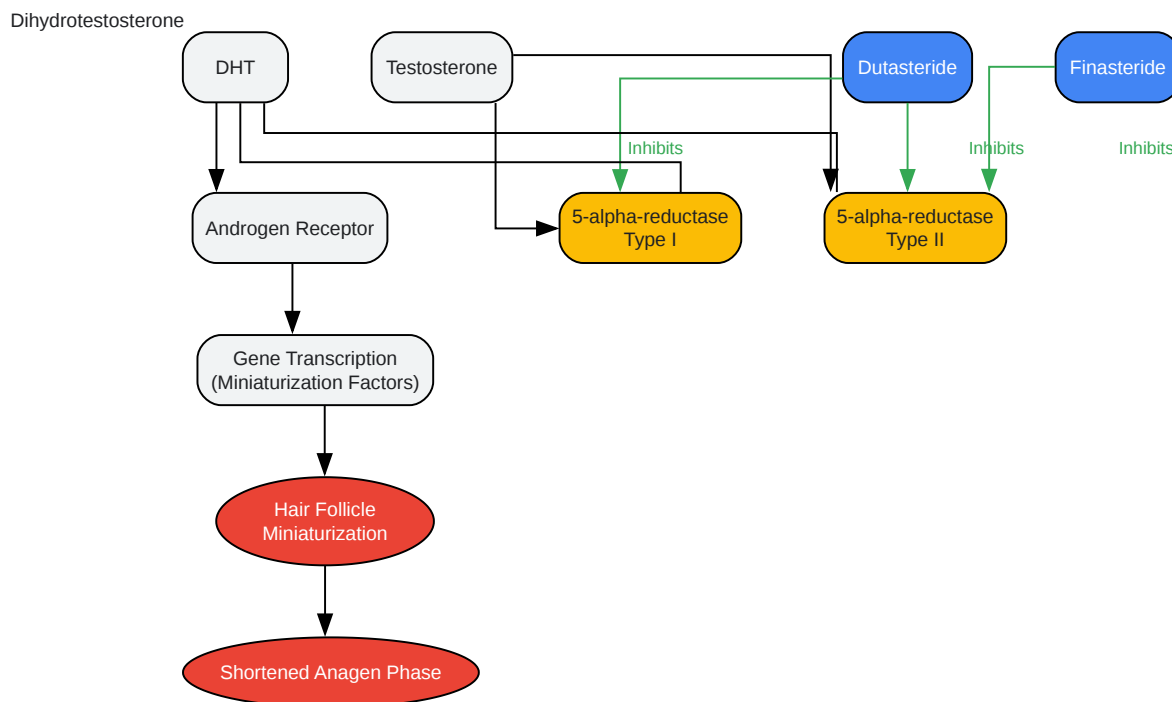 Dihydrotestosterone
DHT
Testosterone
Dutasteride
Finasteride
Inhibits
Inhibits
Inhibits
Androgen Receptor
5-alpha-reductase
Type I
5-alpha-reductase
Type II
Gene Transcription
(Miniaturization Factors)
Hair Follicle
Miniaturization
Shortened Anagen Phase